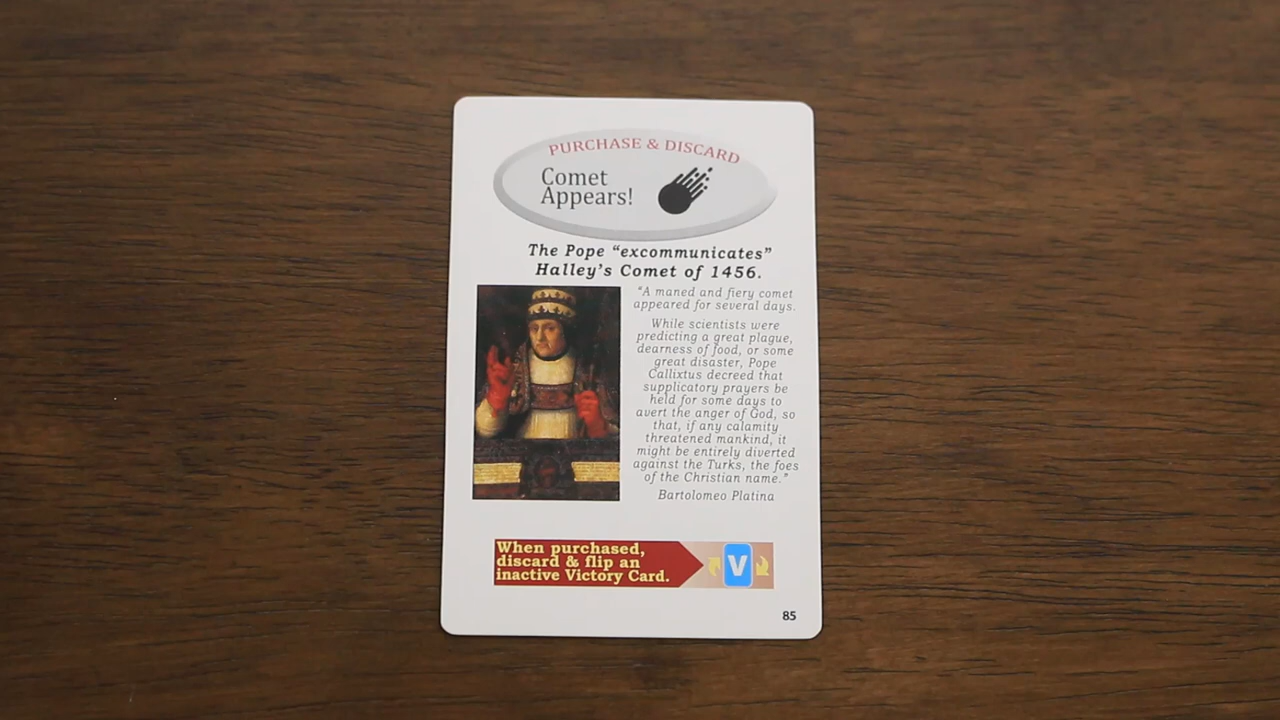 PURCHASE & DISCARD
Comet
Appears!
The Pope “excommunicates”
Halley’s Comet of 1456.
“A maned and fiery comet
appeared for several days.
While scientists were
predicting a great plague,
dearness of food, or some
great disaster, Pope
Callixtus decreed that
supplicatory prayers be
held for some days to
avert the anger of God, so
that, if any calamity
threatened mankind, it
might be entirely diverted
against the Turks, the foes
of the Christian name.”
Bartolomeo Platina
When purchased,
discard & flip an
inactive Victory Card.
V
85